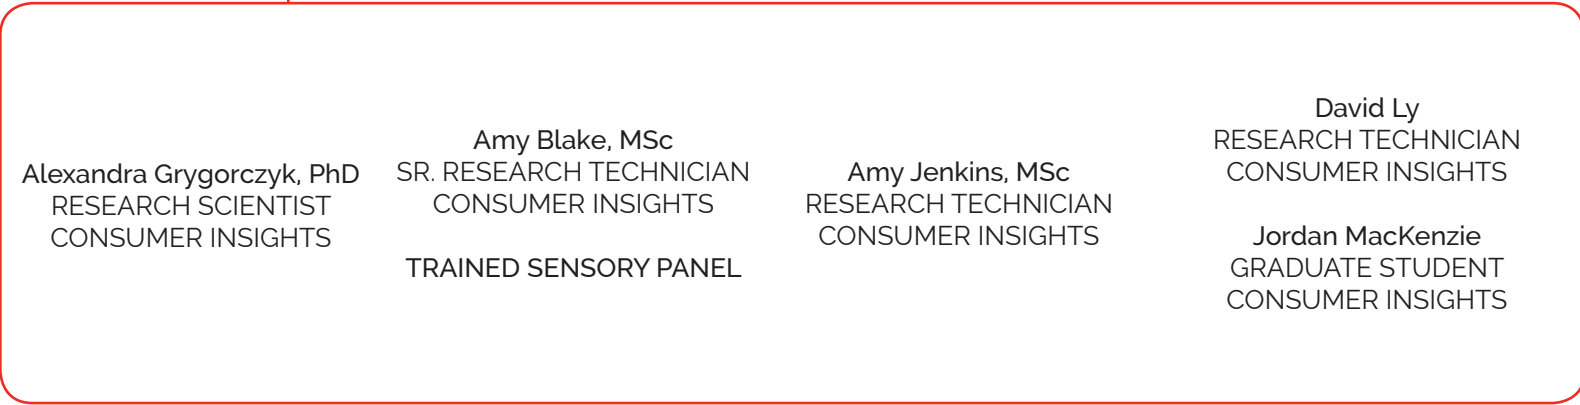 Alexandra Grygorczyk, PhD
RESEARCH SCIENTIST
CONSUMER INSIGHTS
Amy Blake, MSc
SR. RESEARCH TECHNICIAN
CONSUMER INSIGHTS
TRAINED SENSORY PANEL
Amy Jenkins, MSc
RESEARCH TECHNICIAN
CONSUMER INSIGHTS
David Ly
RESEARCH TECHNICIAN
CONSUMER INSIGHTS
Jordan MacKenzie
GRADUATE STUDENT
CONSUMER INSIGHTS